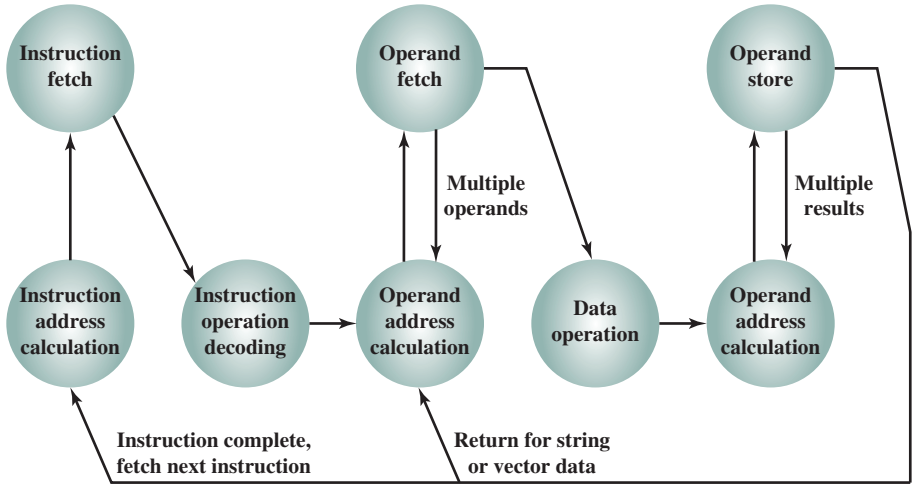 Instruction
fetch
Operand
fetch
Operand
store
Multiple
operands
Multiple
results
Instruction
address
calculation
Instruction
operation
decoding
Operand
address
calculation
Data
operation
Operand
address
calculation
Instruction complete,
fetch next instruction
Return for string
or vector data